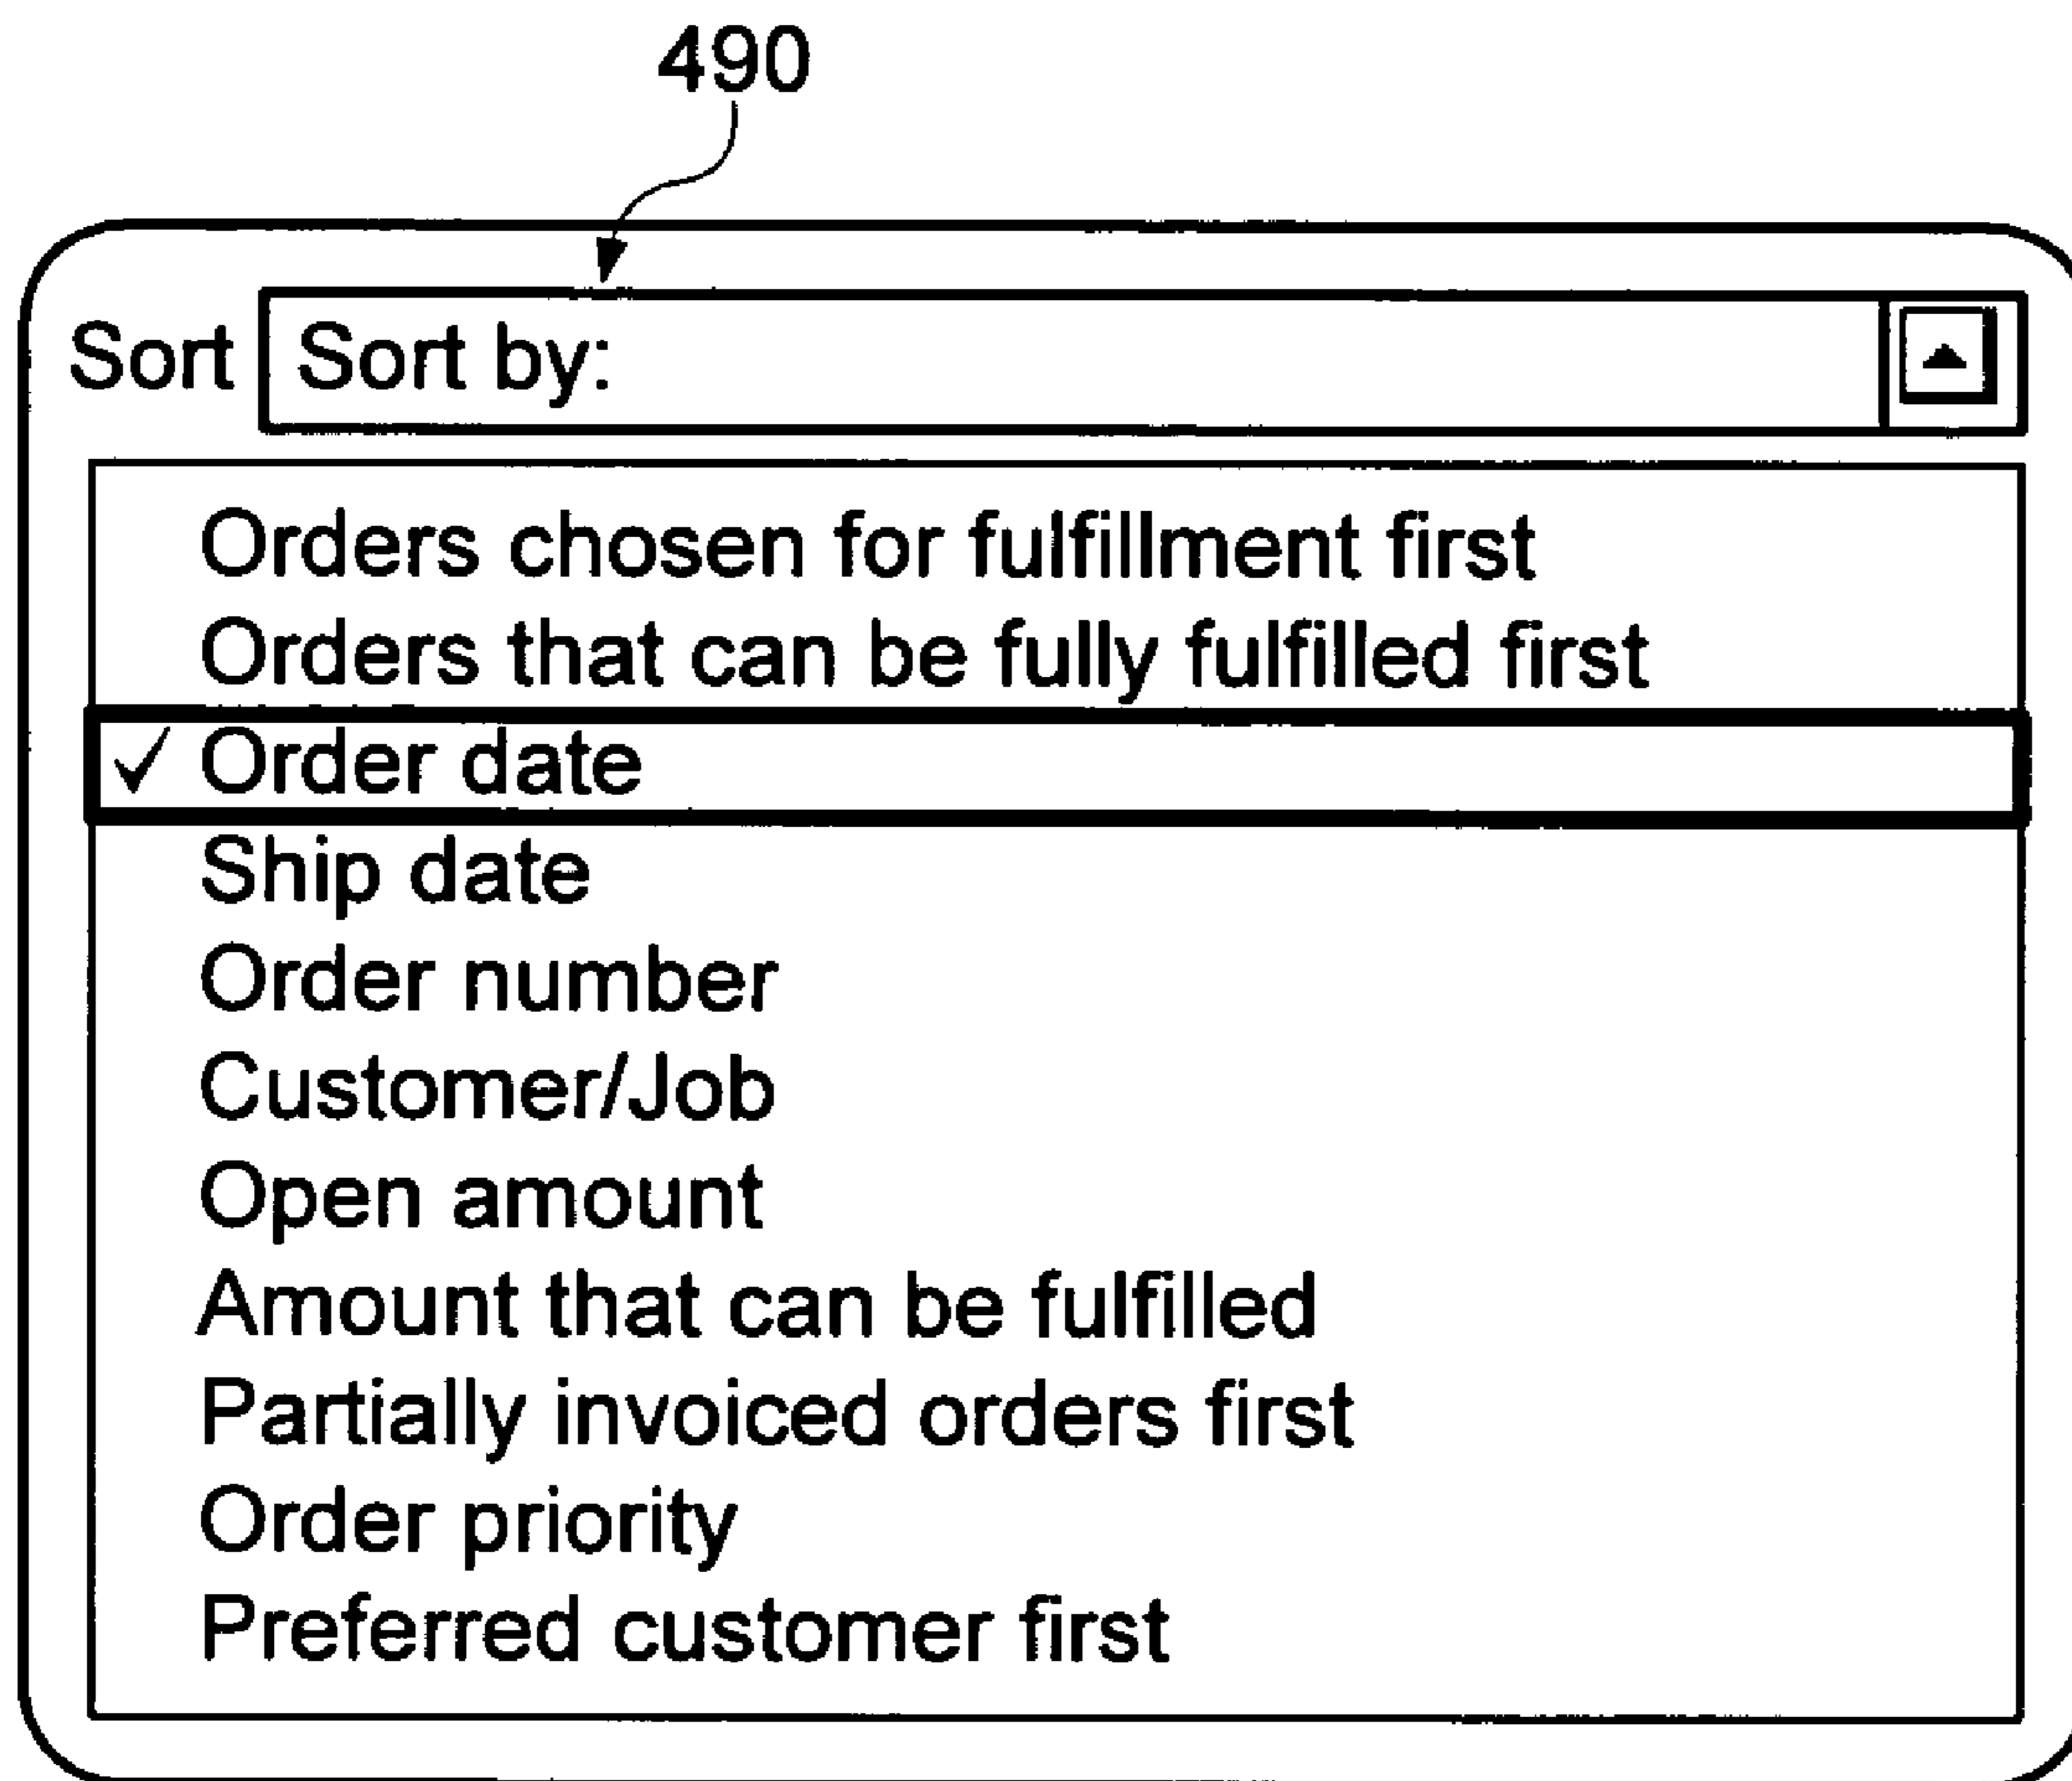 490
Sort Sort by:
Orders chosen for fulfillment first
Orders that can be fully fulfilled first
✓ Order date
Ship date
Order number
Customer/Job
Open amount
Amount that can be fulfilled
Partially invoiced orders first
Order priority
Preferred customer first